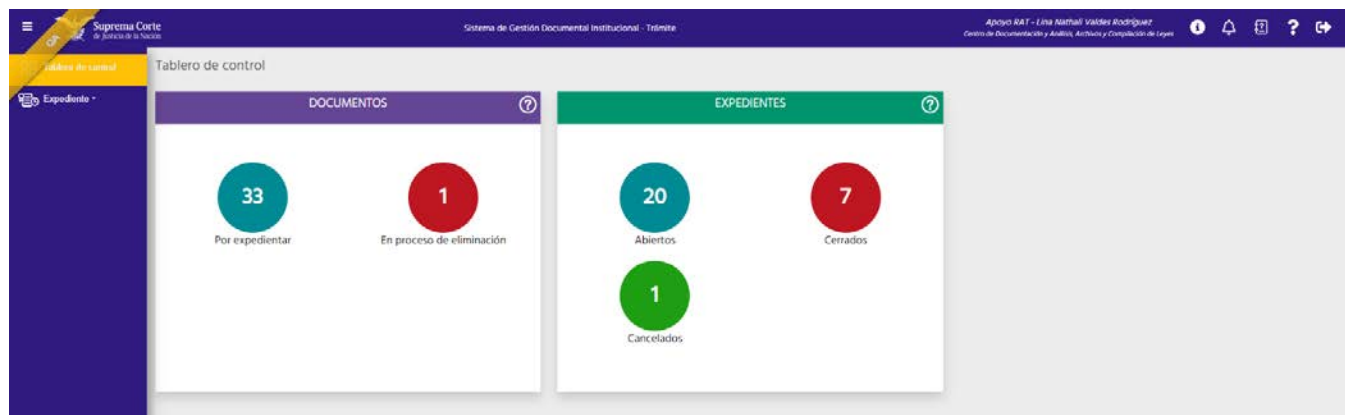 Suprema Corte
de Justicia de la Nación
Sistema de Gestión Documental Institucional - Trámite
Apoyo RAT - Lina Nathali Valdes Rodríguez
Centro de Documentación y Análisis, Archivos y Compilación de Leyes
Tablero de control
Expediente
Tablero de control
DOCUMENTOS
33
Por expedientar
1
En proceso de eliminación
EXPEDIENTES
20
Abiertos
7
Cerrados
1
Cancelados